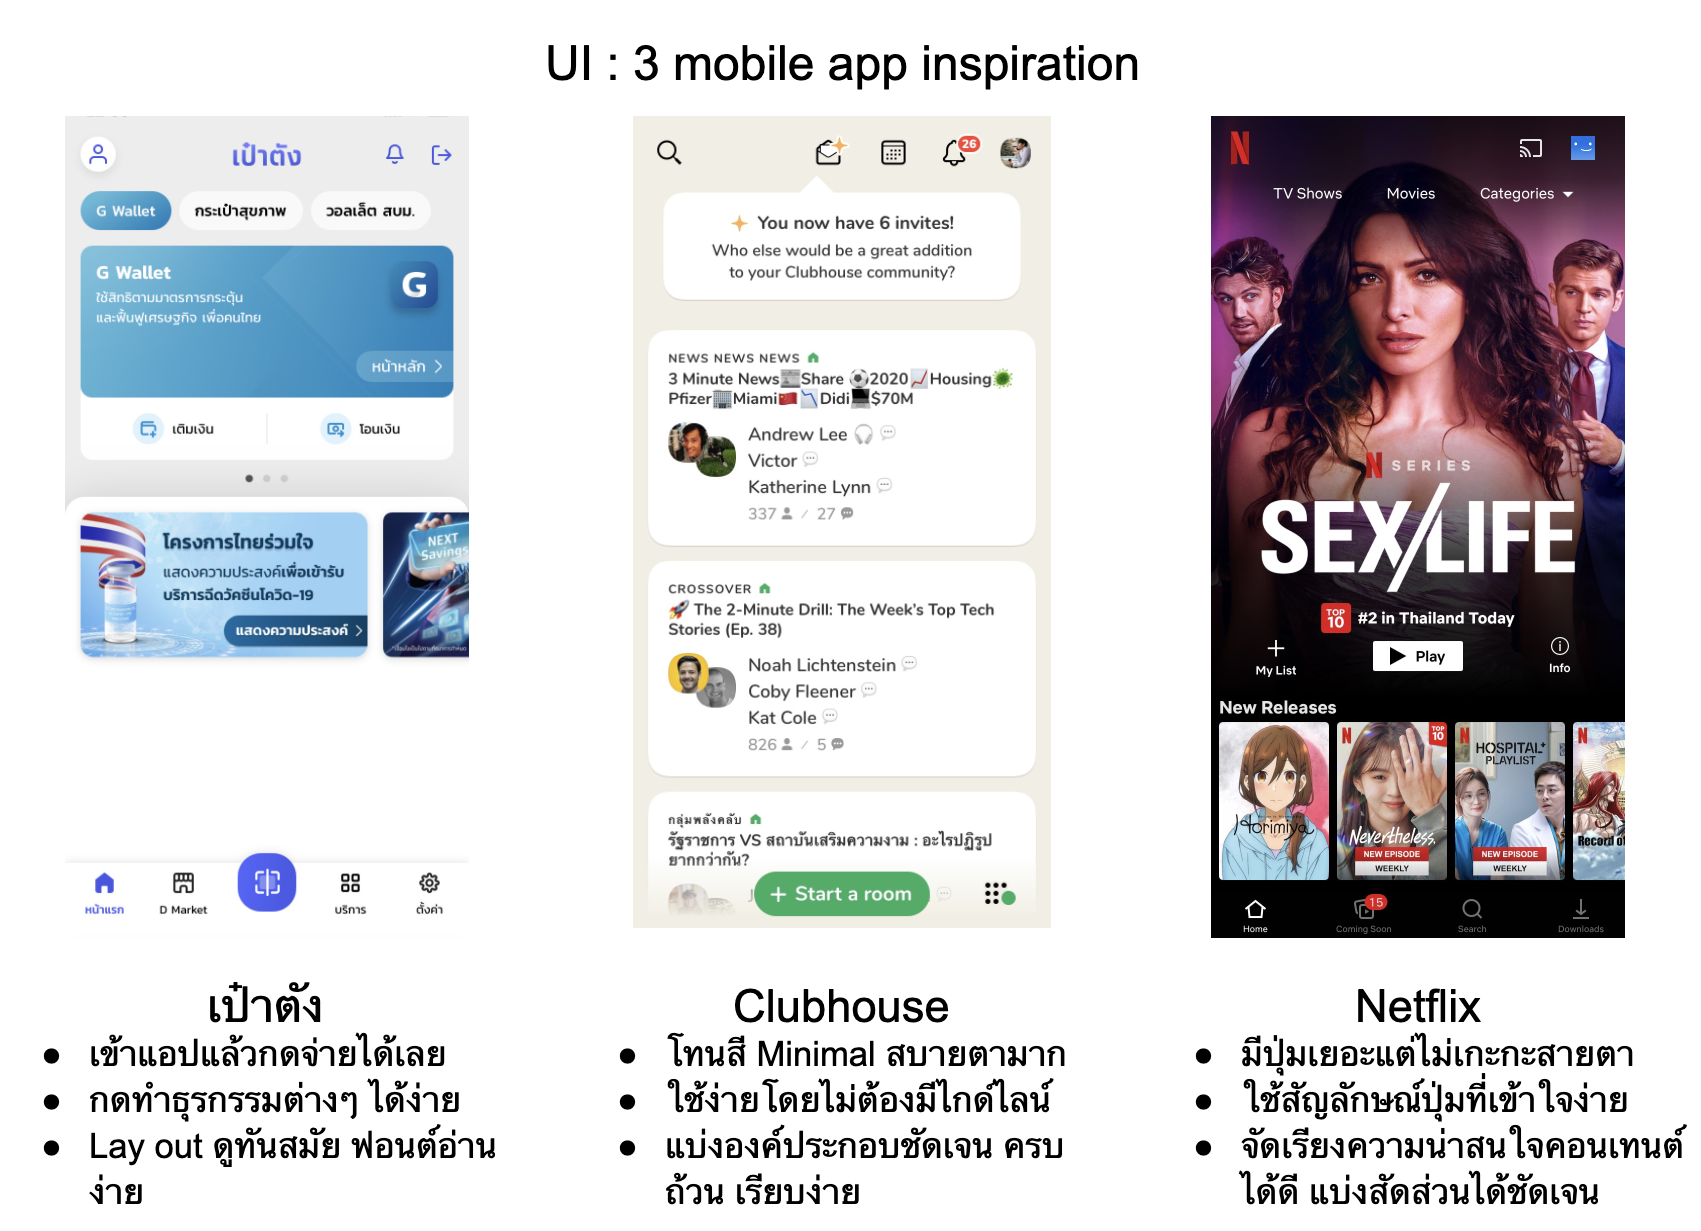 UI : 3 mobile app inspiration
เป๋าตัง
G Wallet
กระเป๋าสุขภาพ
วอลเล็ต สบม.
G Wallet
G
ใช้สิทธิตามมาตรการกระตุ้น
และฟื้นฟูเศรษฐกิจ เพื่อคนไทย
หน้าหลัก
เติมเงิน
โอนเงิน
โครงการไทยร่วมใจ
แสดงความประสงค์เพื่อเข้ารับ
บริการฉีดวัคซีนโควิด-19
แสดงความประสงค์
NEXT
Savings
หน้าแรก
D Market
บริการ
ตั้งค่า
26
You now have 6 invites!
Who else would be a great addition
to your Clubhouse community?
NEWS NEWS NEWS
3 Minute News📰Share ⚽2020📈Housing🦠
Pfizer🏢Miami🇨🇳📉Didi💻$70M
Andrew Lee 🎧 💬
Victor 💬
Katherine Lynn 💬
337 / 27
CROSSOVER
🚀 The 2-Minute Drill: The Week's Top Tech
Stories (Ep. 38)
Noah Lichtenstein 💬
Coby Fleener 💬
Kat Cole 💬
826 / 5
กลุ่มพลังคลับ
รัฐราชการ VS สถาบันเสริมความงาม : อะไรปฏิรูป
ยากกว่ากัน?
+ Start a room
N
TV Shows
Movies
Categories
N SERIES
SEX/LIFE
TOP 10
#2 in Thailand Today
My List
Play
Info
New Releases
Horimiya
N
TOP 10
Nevertheless,
NEW EPISODE
WEEKLY
N
HOSPITAL
PLAYLIST
NEW EPISODE
WEEKLY
N
Record of
Home
15
Coming Soon
Search
Downloads
เป๋าตัง
● เข้าแอปแล้วกดจ่ายได้เลย
● กดทำธุรกรรมต่างๆ ได้ง่าย
● Lay out ดูทันสมัย ฟอนต์อ่าน
ง่าย
Clubhouse
● โทนสี Minimal สบายตามาก
● ใช้ง่ายโดยไม่ต้องมีไกด์ไลน์
● แบ่งองค์ประกอบชัดเจน ครบ
ถ้วน เรียบง่าย
Netflix
● มีปุ่มเยอะแต่ไม่เกะกะสายตา
● ใช้สัญลักษณ์ปุ่มที่เข้าใจง่าย
● จัดเรียงความน่าสนใจคอนเทนต์
ได้ดี แบ่งสัดส่วนได้ชัดเจน